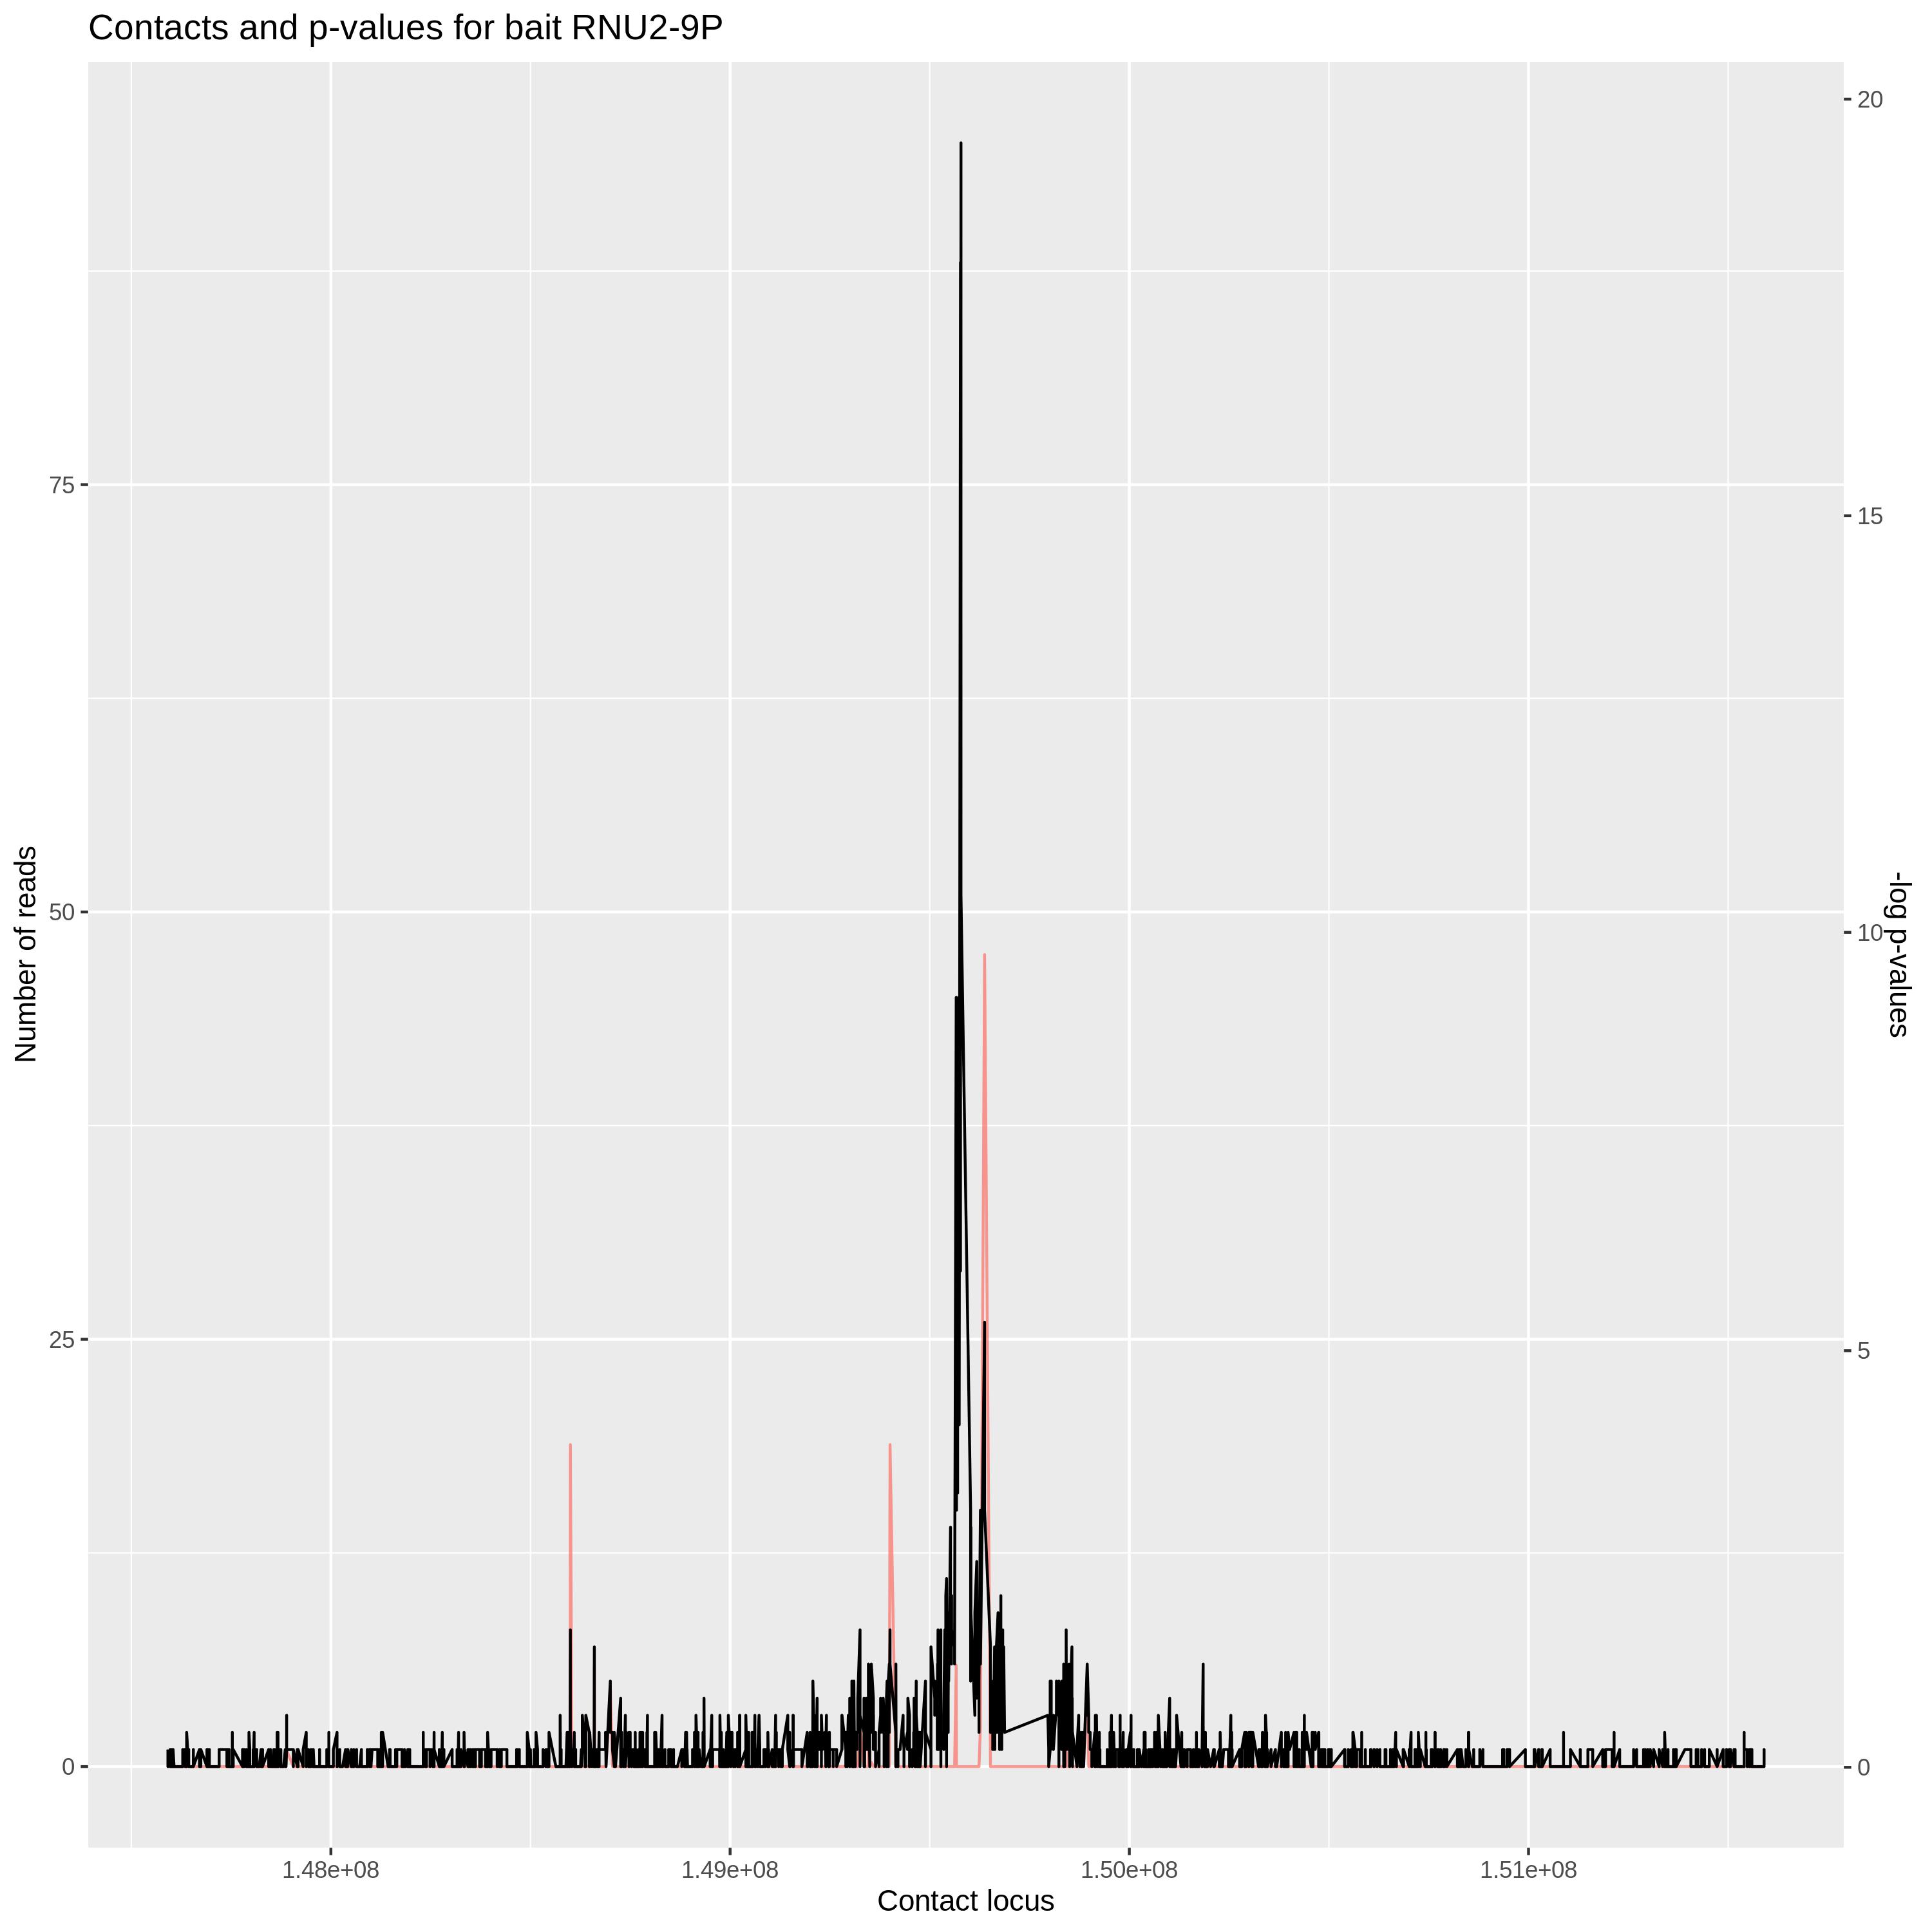 Contacts and p-values for bait RNU2-9P
Number of reads
75
50
25
0
20
15
10
5
0
-log p-values
1.48e+08 1.49e+08 1.50e+08 1.51e+08
Contact locus